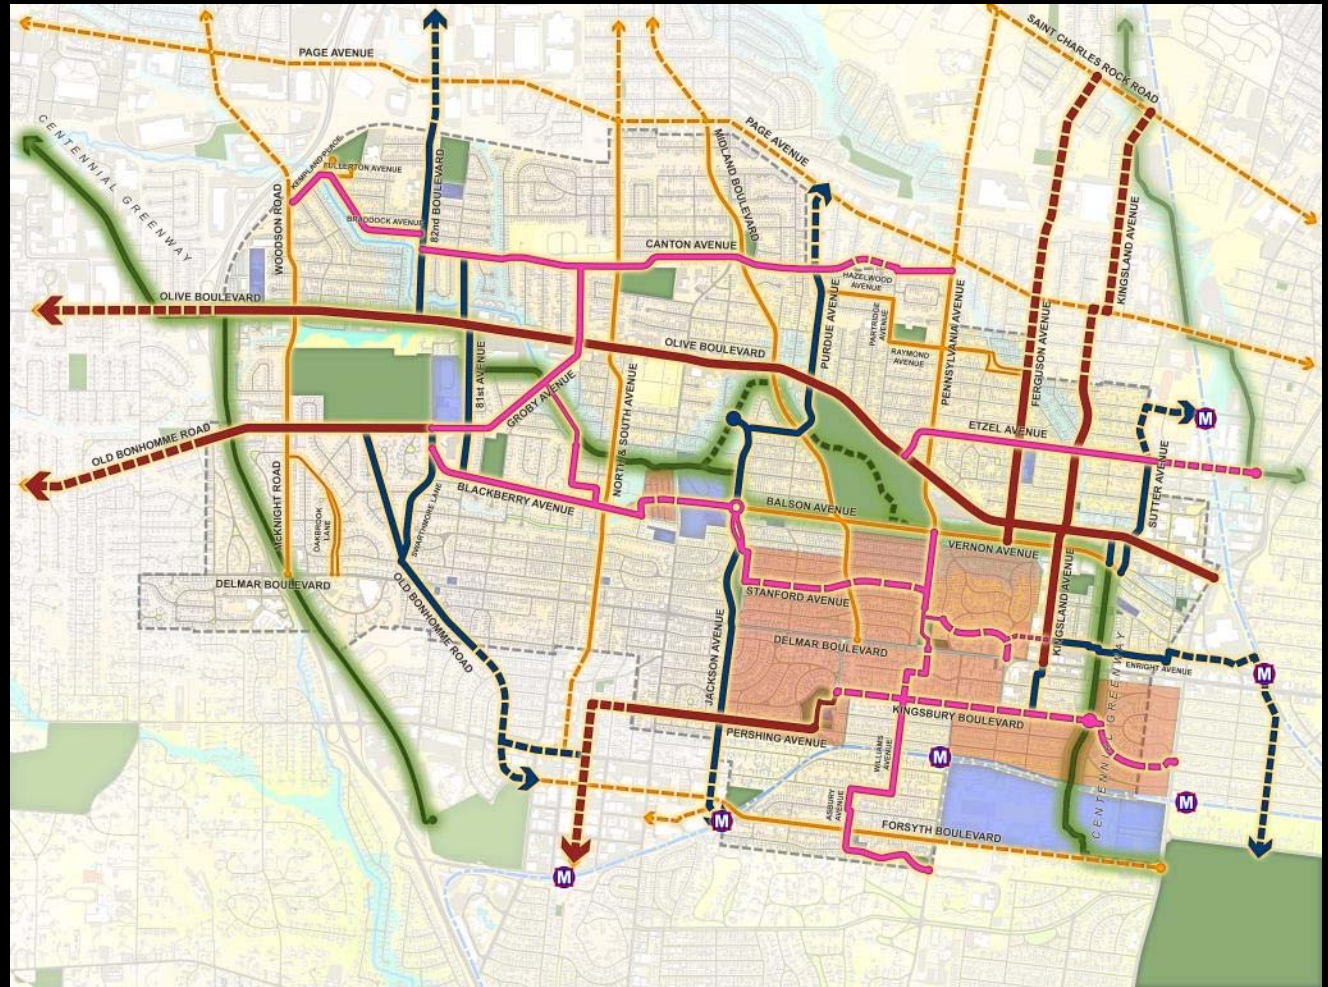 SAINT CHARLES ROCK ROAD
PAGE AVENUE
PAGE AVENUE
CENTENNIAL GREENWAY
KEMPLAND PLACE
FULLERTON AVENUE
MIDLAND BOULEVARD
82nd BOULEVARD
WOODSON ROAD
BRADDOCK AVENUE
CANTON AVENUE
KINGSLAND AVENUE
HAZELWOOD
AVENUE
OLIVE BOULEVARD
PURDUE AVENUE
PARTRIDGE
AVENUE
PENNSYLVANIA AVENUE
FERGUSON AVENUE
OLIVE BOULEVARD
RAYMOND
AVENUE
81st AVENUE
GROBY AVENUE
NORTH & SOUTH AVENUE
ETZEL AVENUE
M
OLD BONHOMME ROAD
SUTTER AVENUE
McKNIGHT ROAD
OAKBROOK
LANE
SWARTHMORE LANE
BLACKBERRY AVENUE
BALSON AVENUE
VERNON AVENUE
DELMAR BOULEVARD
OLD BONHOMME ROAD
STANFORD AVENUE
KINGSLAND AVENUE
DELMAR BOULEVARD
JACKSON AVENUE
ENRIGHT AVENUE
M
CENTENNIAL GREENWAY
KINGSBURY BOULEVARD
PERSHING AVENUE
WILLIAMS
AVENUE
M
ASBURY
AVENUE
M
M
FORSYTH BOULEVARD
M